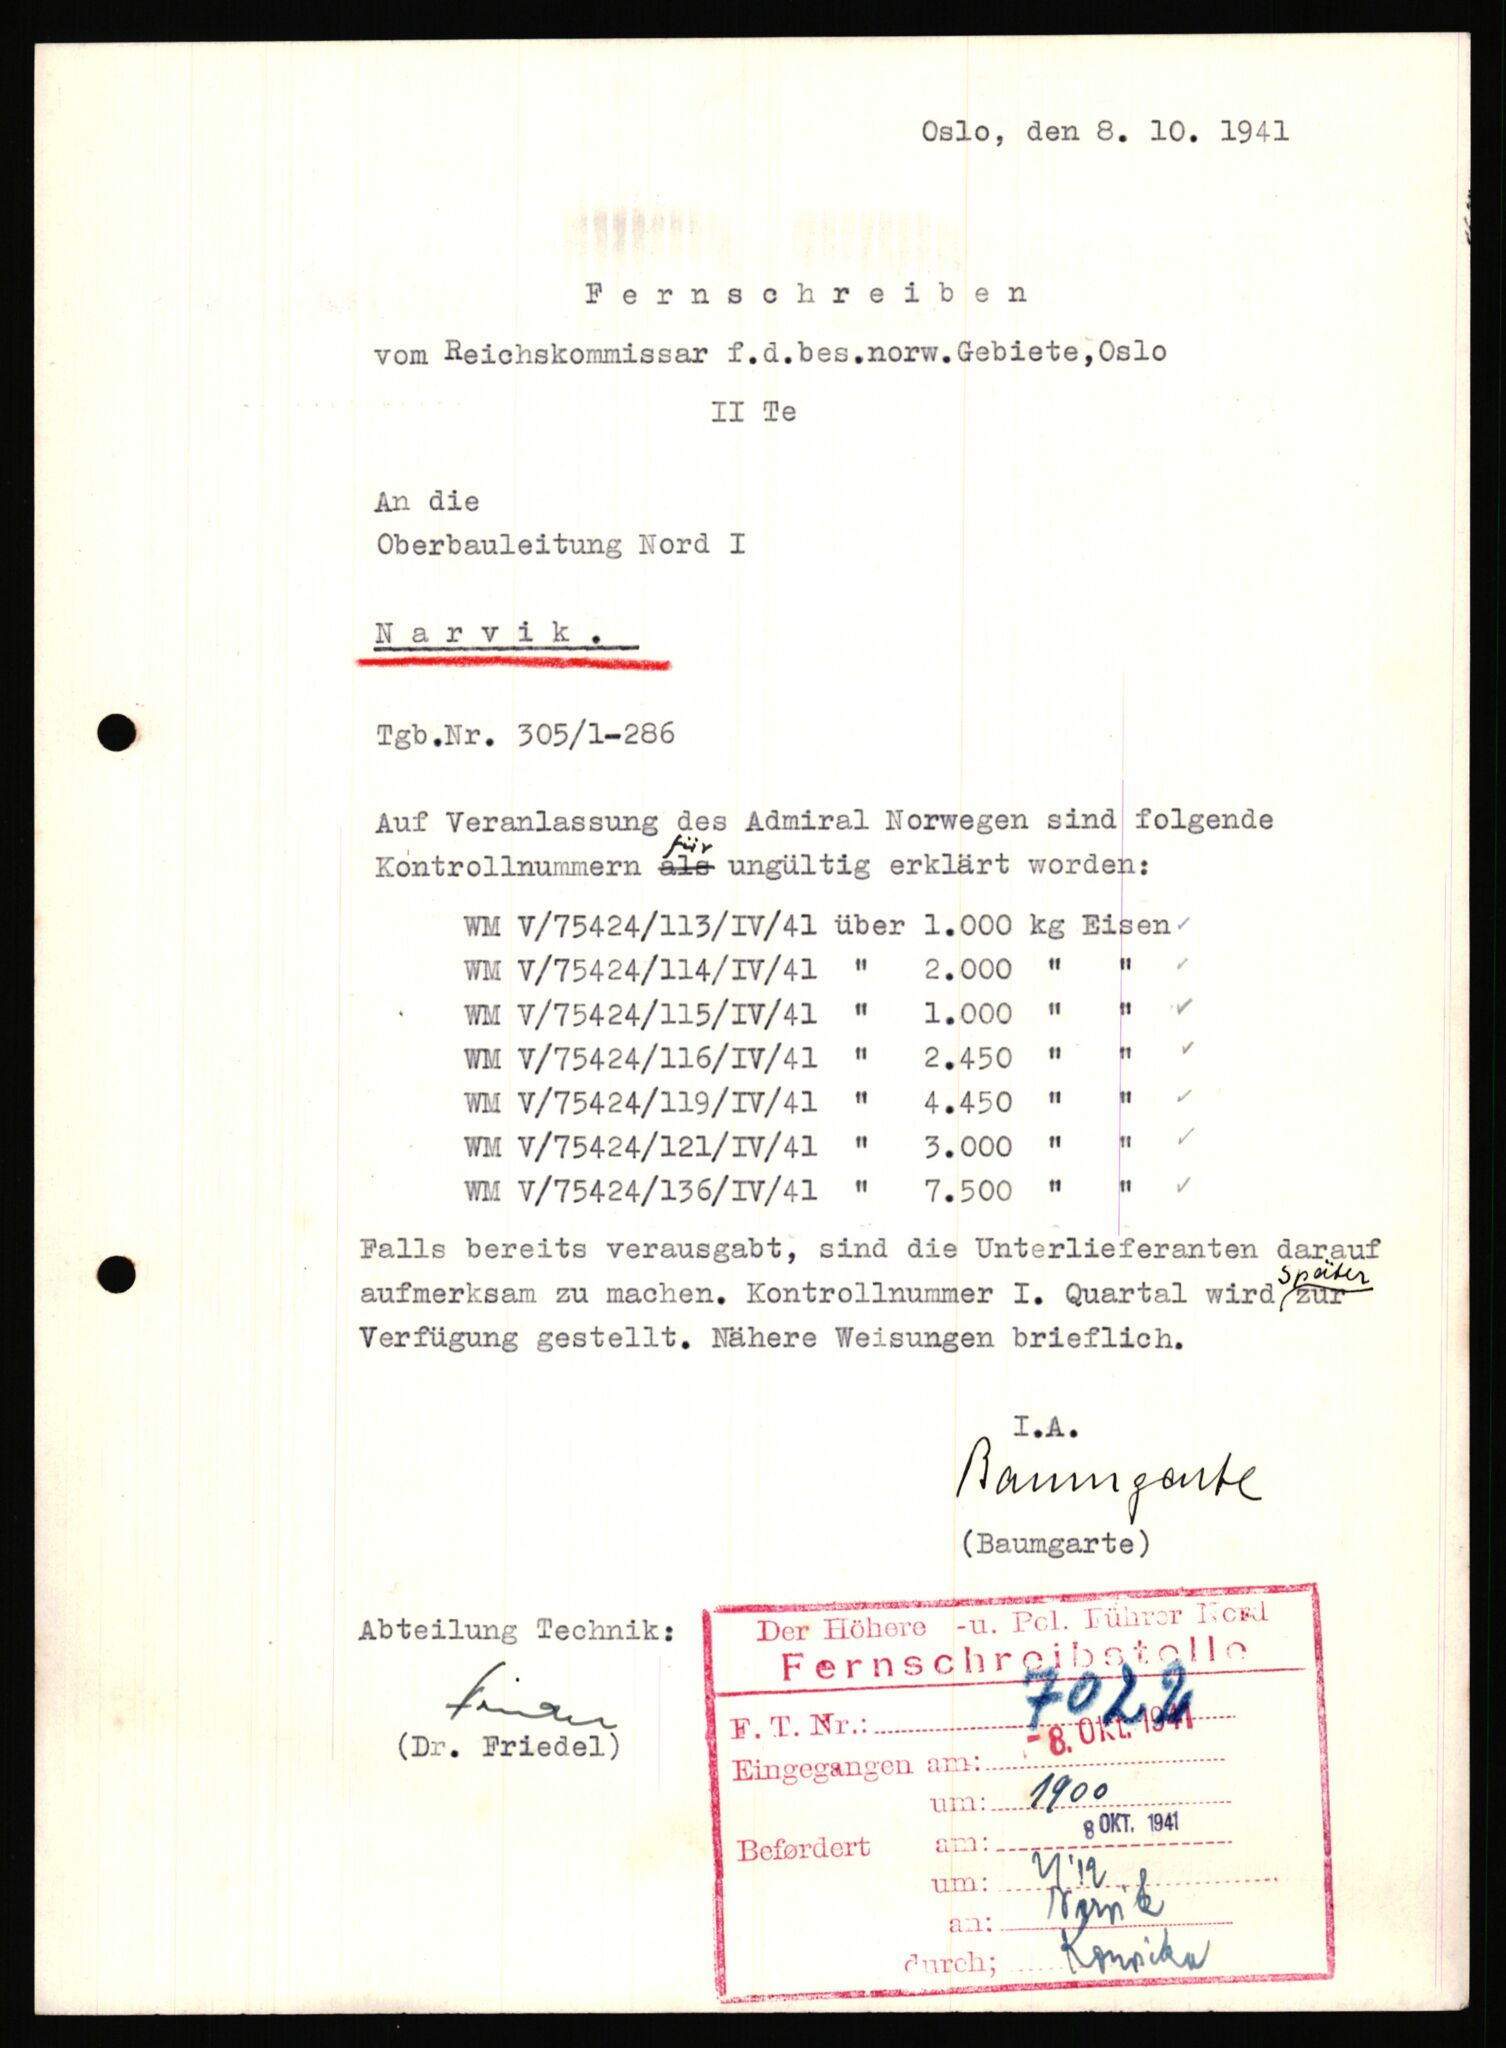 Oslo, den 8. 10. 1941
F e r n s c h r e i b e n
vom Reichskommissar f.d.bes.norw.Gebiete,Oslo
II Te
An die
Oberbauleitung Nord I
N a r v i k .
Tgb.Nr. 305/1-286
Auf Veranlassung des Admiral Norwegen sind folgende
für
Kontrollnummern als ungültig erklärt worden:
WM V/75424/113/IV/41 über 1.000 kg Eisen ✓
WM V/75424/114/IV/41 " 2.000 " " ✓
WM V/75424/115/IV/41 " 1.000 " " ✓
WM V/75424/116/IV/41 " 2.450 " " ✓
WM V/75424/119/IV/41 " 4.450 " " ✓
WM V/75424/121/IV/41 " 3.000 " " ✓
WM V/75424/136/IV/41 " 7.500 " " ✓
Falls bereits verausgabt, sind die Unterlieferanten darauf
später
aufmerksam zu machen. Kontrollnummer I. Quartal wird zur
Verfügung gestellt. Nähere Weisungen brieflich.
I.A.
Baumgarte
(Baumgarte)
Abteilung Technik:
(Dr. Friedel)
Der Höhere -u. Pol. Führer Nord
Fernschreibstelle
F. T. Nr.: 7022
Eingegangen am: - 8. OKT. 1941
um: 1900
Beførdert am: 8 OKT. 1941
um:
an: Narvik
durch;